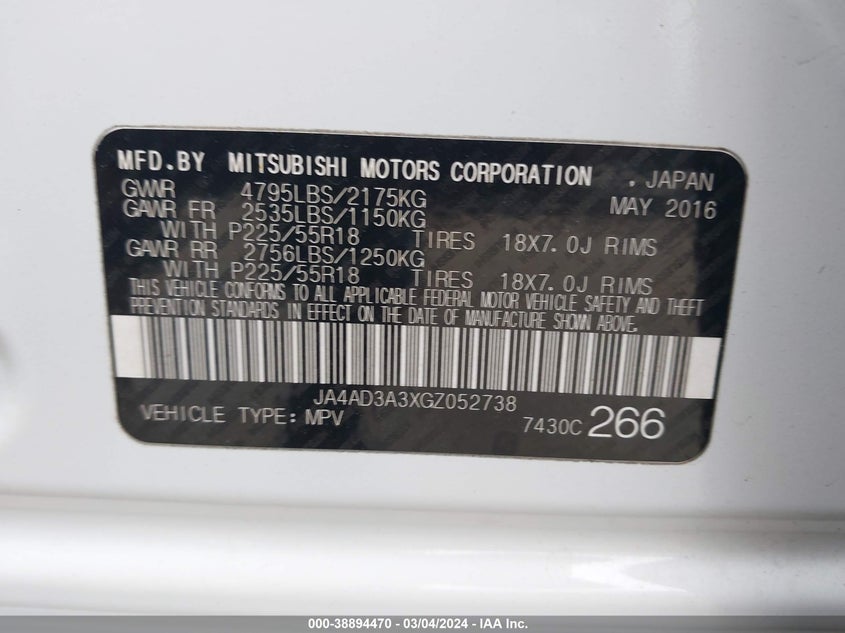 MFD.BY MITSUBISHI MOTORS CORPORATION . JAPAN
GVWR 4795LBS/2175KG MAY 2016
GAWR FR 2535LBS/1150KG
WITH P225/55R18 TIRES 18X7.0J RIMS
GAWR RR 2756LBS/1250KG
WITH P225/55R18 TIRES 18X7.0J RIMS
THIS VEHICLE CONFORMS TO ALL APPLICABLE FEDERAL MOTOR VEHICLE SAFETY AND THEFT
PREVENTION STANDARDS IN EFFECT ON THE DATE OF MANUFACTURE SHOWN ABOVE.
JA4AD3A3XGZ052738
VEHICLE TYPE: MPV 7430C 266
000-38894470 - 03/04/2024 - IAA Inc.